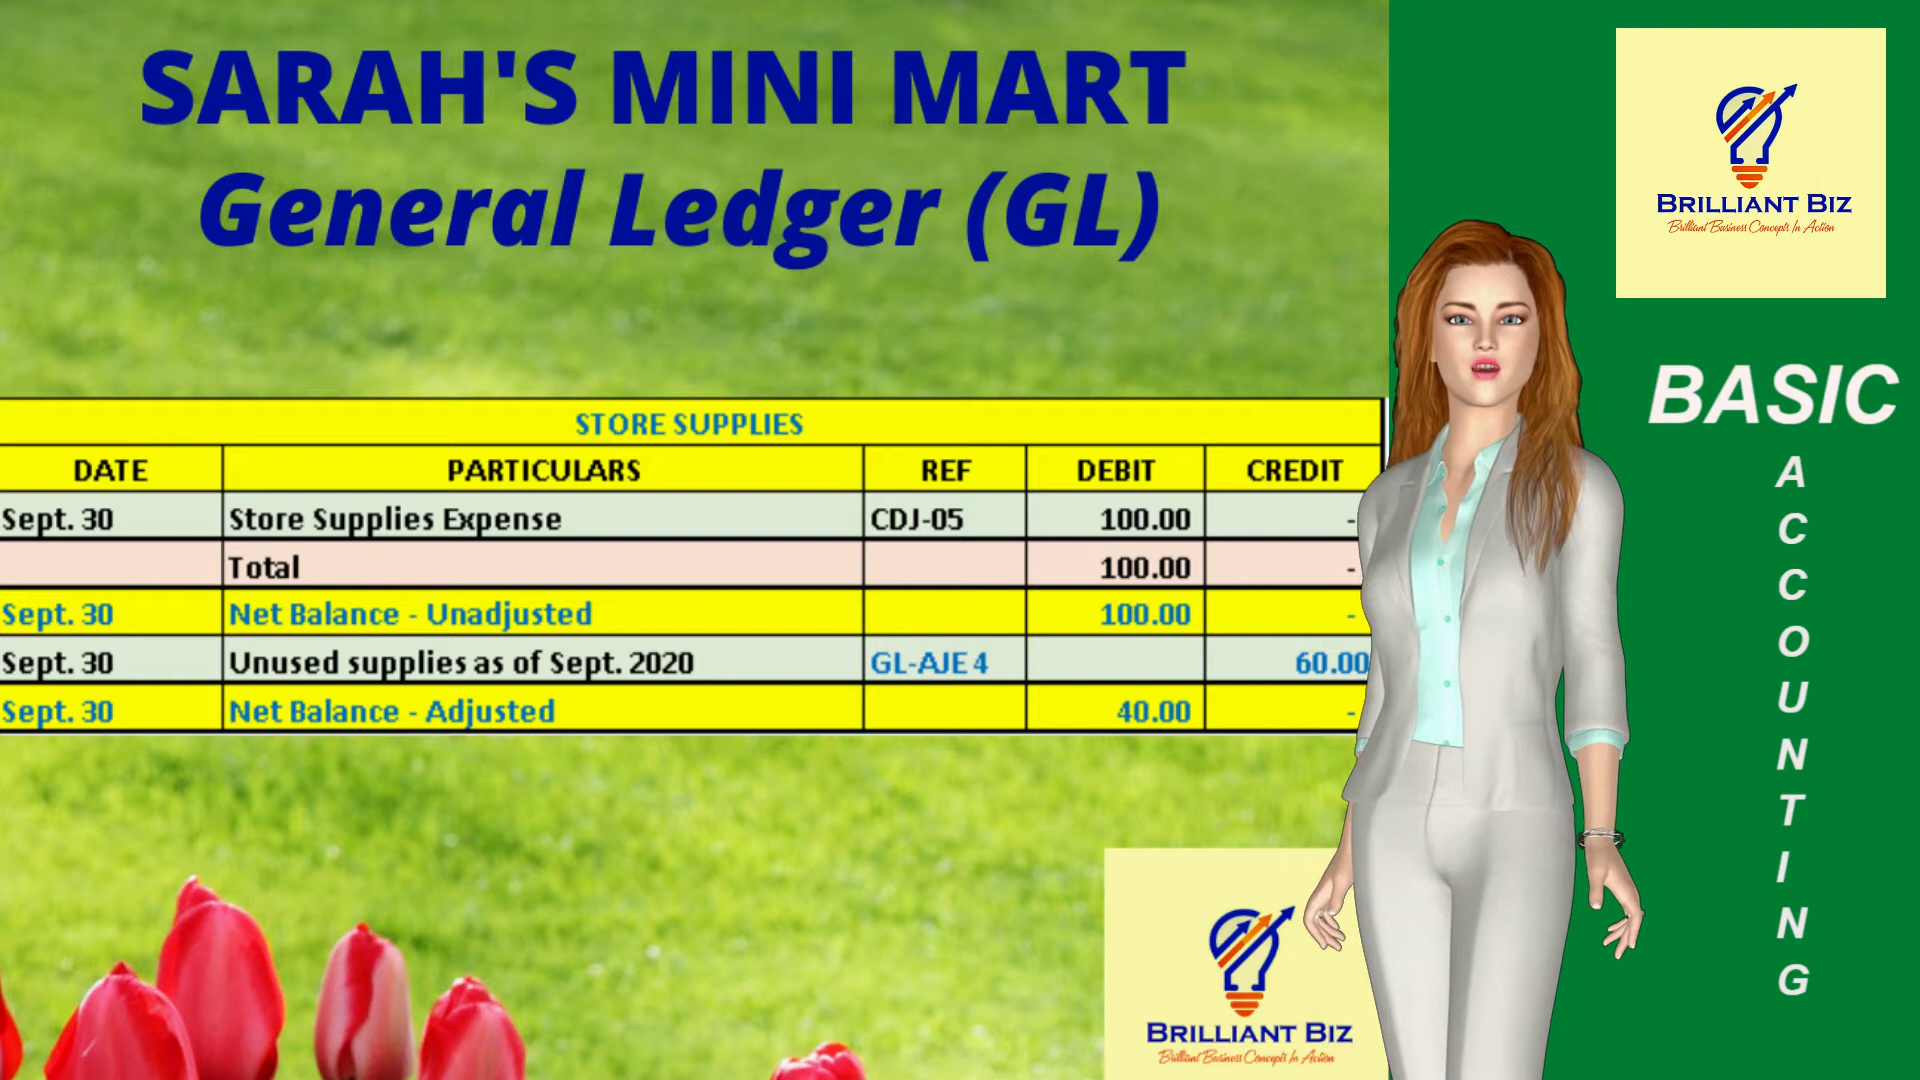 SARAH'S MINI MART
General Ledger (GL)
STORE SUPPLIES
DATE PARTICULARS REF DEBIT CREDIT
Sept. 30 Store Supplies Expense CDJ-05 100.00 -
Total 100.00 -
Sept. 30 Net Balance - Unadjusted 100.00 -
Sept. 30 Unused supplies as of Sept. 2020 GL-AJE 4 60.00
Sept. 30 Net Balance - Adjusted 40.00 -
BRILLIANT BIZ
Brilliant Business Concepts In Action
BRILLIANT BIZ
Brilliant Business Concepts In Action
BASIC
A
C
C
O
U
N
T
I
N
G